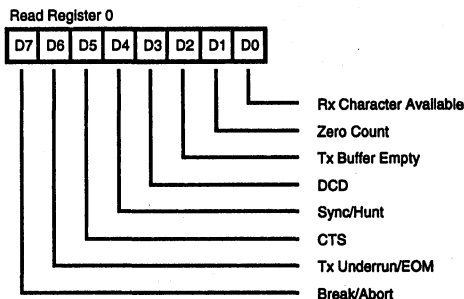 Read Register 0
D7 D6 D5 D4 D3 D2 D1 D0
Rx Character Available
Zero Count
Tx Buffer Empty
DCD
Sync/Hunt
CTS
Tx Underrun/EOM
Break/Abort